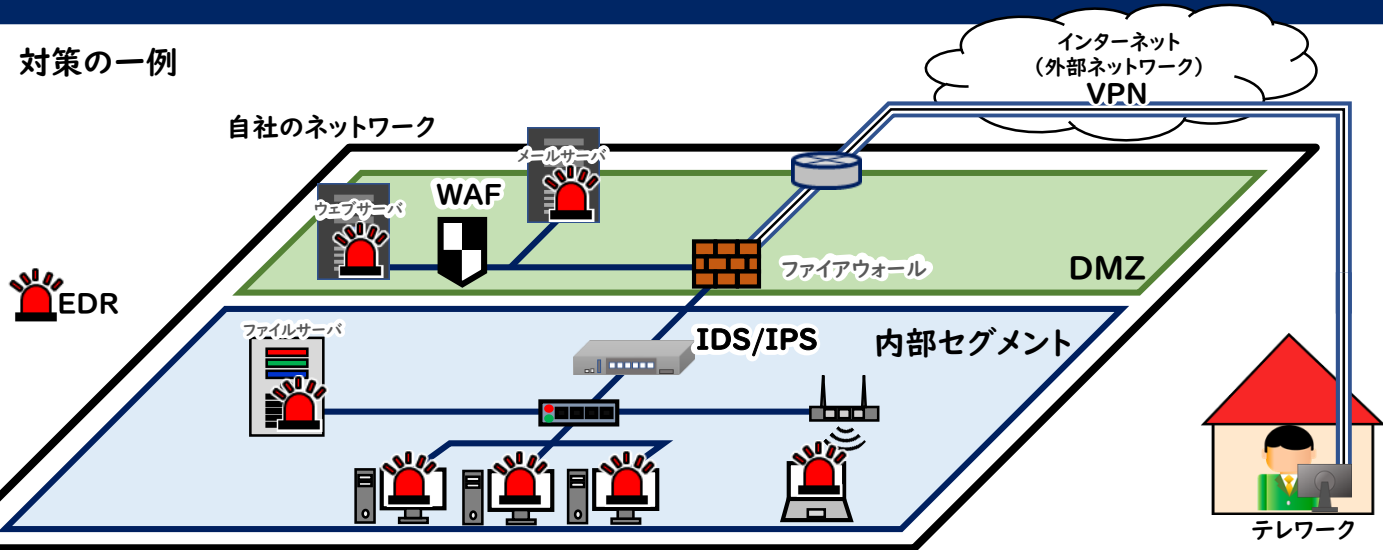 対策の一例
インターネット
（外部ネットワーク）
VPN
自社のネットワーク
メールサーバ
WAF
ウェブサーバ
ファイアウォール
DMZ
EDR
ファイルサーバ
IDS/IPS
内部セグメント
テレワーク